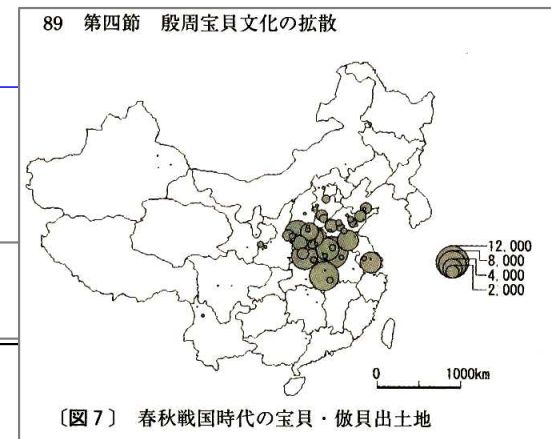 89 第四節 殷周宝貝文化の拡散
12,000
8,000
4,000
2,000
0 1000km
〔図7〕 春秋戦国時代の宝貝・倣貝出土地